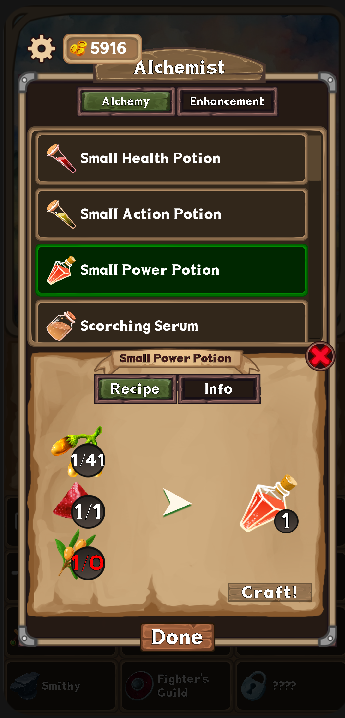 5916
Alchemist
Alchemy
Enhancement
Small Health Potion
Small Action Potion
Small Power Potion
Scorching Serum
Small Power Potion
Recipe
Info
1/41
1/1
1
1/0
Craft!
Done
Smithy
Fighter's
Guild
????